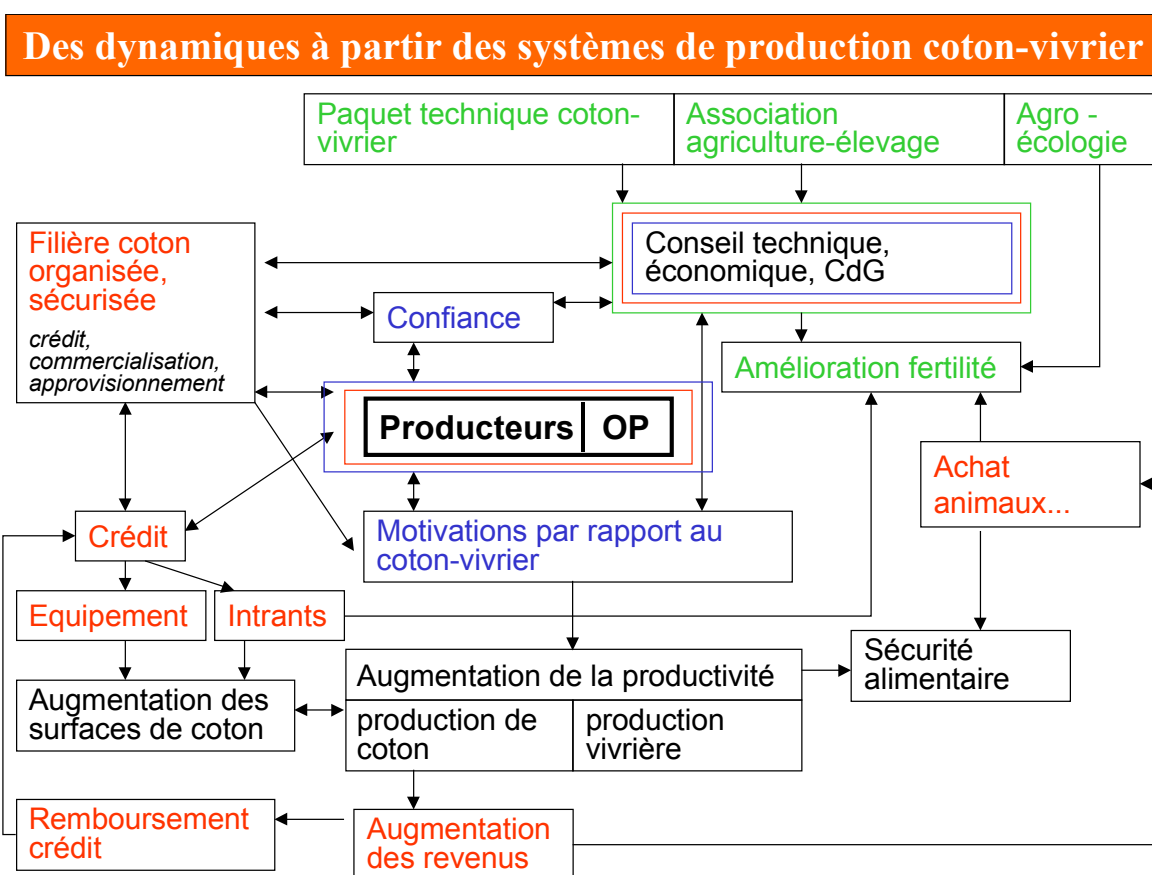 Des dynamiques à partir des systèmes de production coton-vivrier
Paquet technique coton-
vivrier
Association
agriculture-élevage
Agro -
écologie
Filière coton
organisée,
sécurisée
crédit,
commercialisation,
approvisionnement
Conseil technique,
économique, CdG
Confiance
Amélioration fertilité
Producteurs
OP
Achat
animaux...
Crédit
Motivations par rapport au
coton-vivrier
Equipement
Intrants
Augmentation des
surfaces de coton
Augmentation de la productivité
production de
coton
production
vivrière
Sécurité
alimentaire
Remboursement
crédit
Augmentation
des revenus